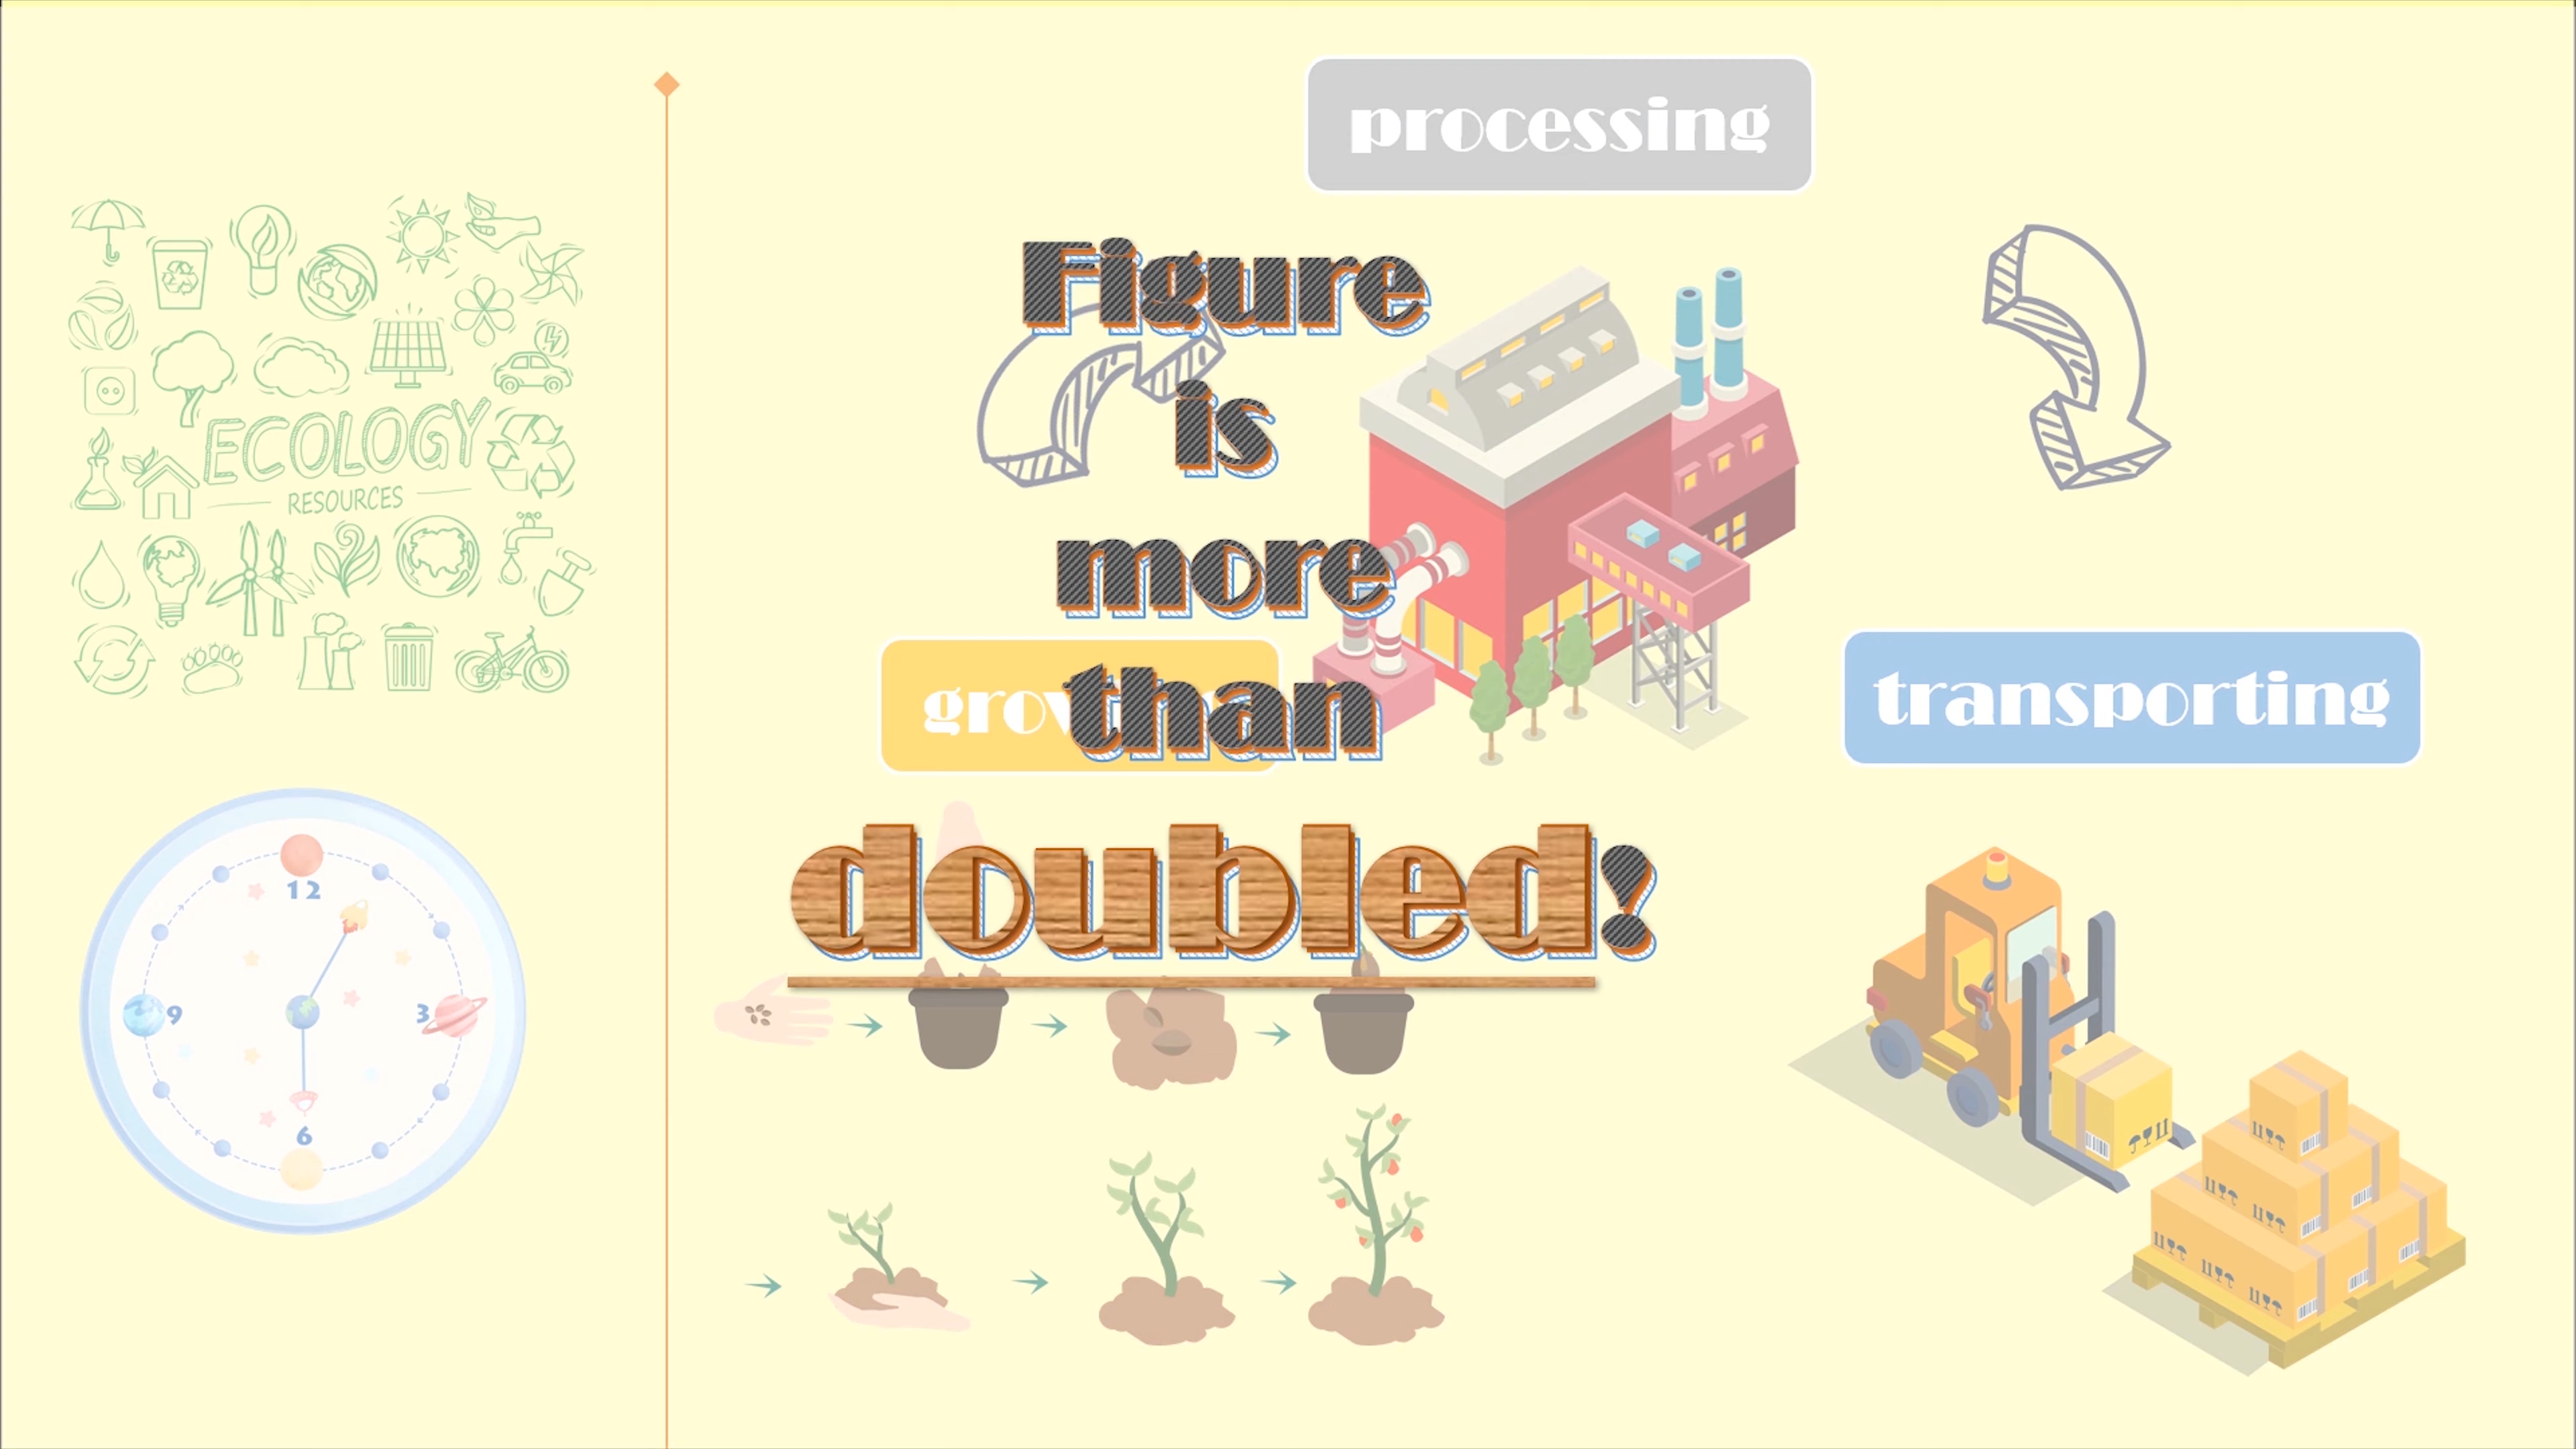 ECOLOGY
RESOURCES
12
9
3
6
processing
Figure
is
more
than
doubled!
transporting